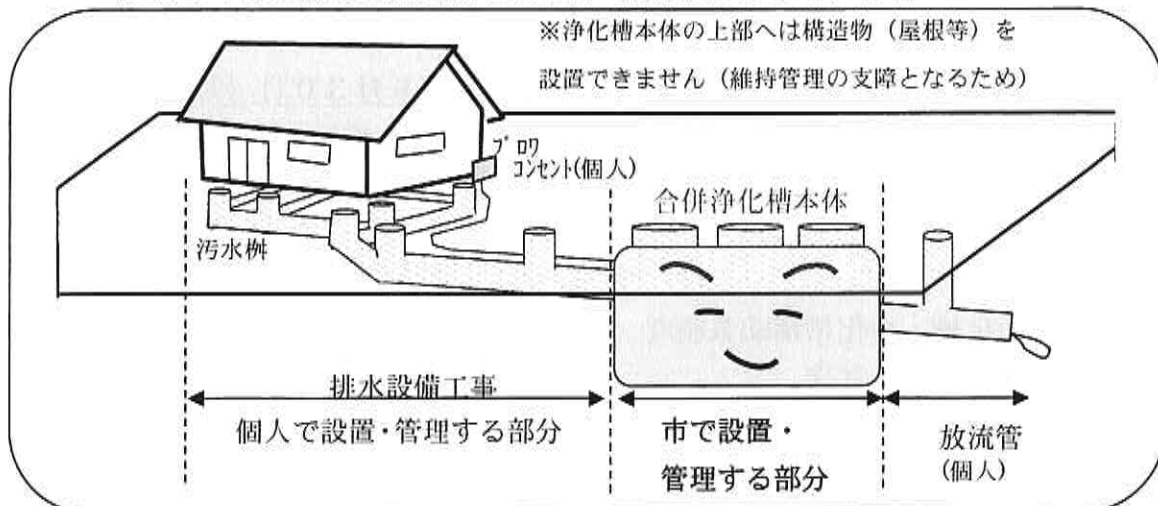 ※浄化槽本体の上部へは構造物（屋根等）を
設置できません（維持管理の支障となるため）
ブロワ
コンセント(個人)
合併浄化槽本体
汚水桝
排水設備工事
個人で設置・管理する部分
市で設置・
管理する部分
放流管
(個人)